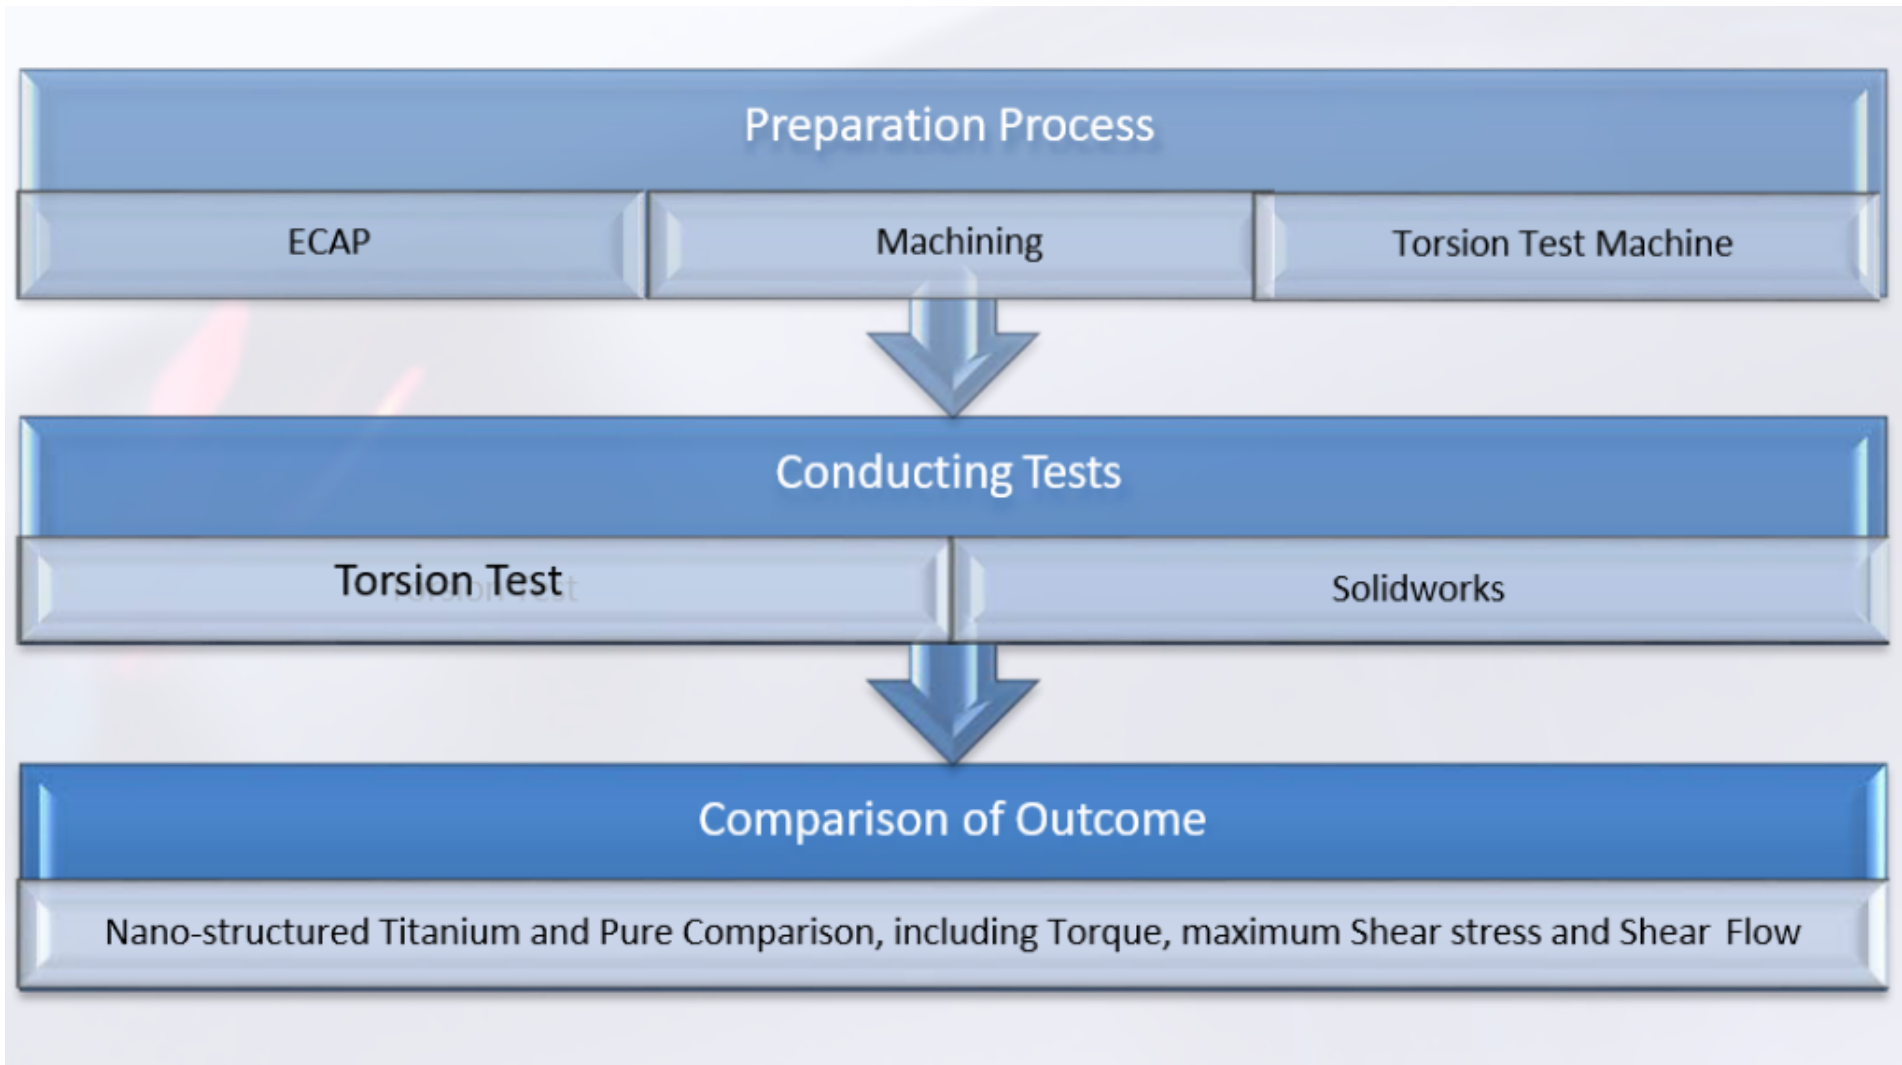 Preparation Process
ECAP
Machining
Torsion Test Machine
Conducting Tests
Torsion Test
Solidworks
Comparison of Outcome
Nano-structured Titanium and Pure Comparison, including Torque, maximum Shear stress and Shear Flow